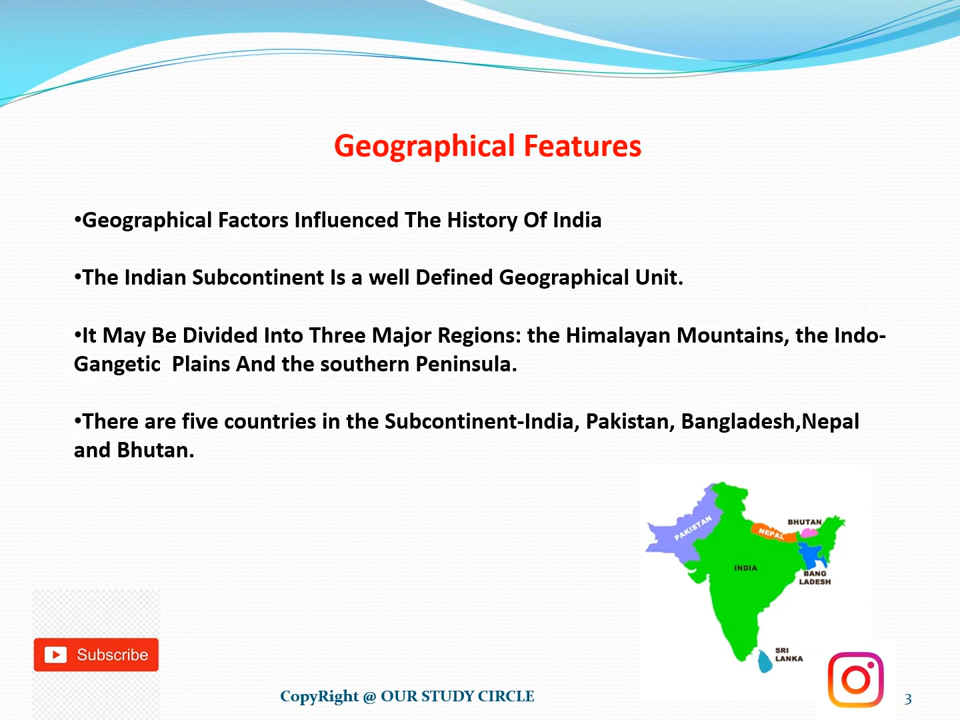 Geographical Features
•Geographical Factors Influenced The History Of India
•The Indian Subcontinent Is a well Defined Geographical Unit.
•It May Be Divided Into Three Major Regions: the Himalayan Mountains, the Indo-
Gangetic  Plains And the southern Peninsula.
•There are five countries in the Subcontinent-India, Pakistan, Bangladesh,Nepal
and Bhutan.
PAKISTAN
NEPAL
BHUTAN
INDIA
BANG
LADESH
SRI
LANKA
Subscribe
CopyRight @ OUR STUDY CIRCLE
3